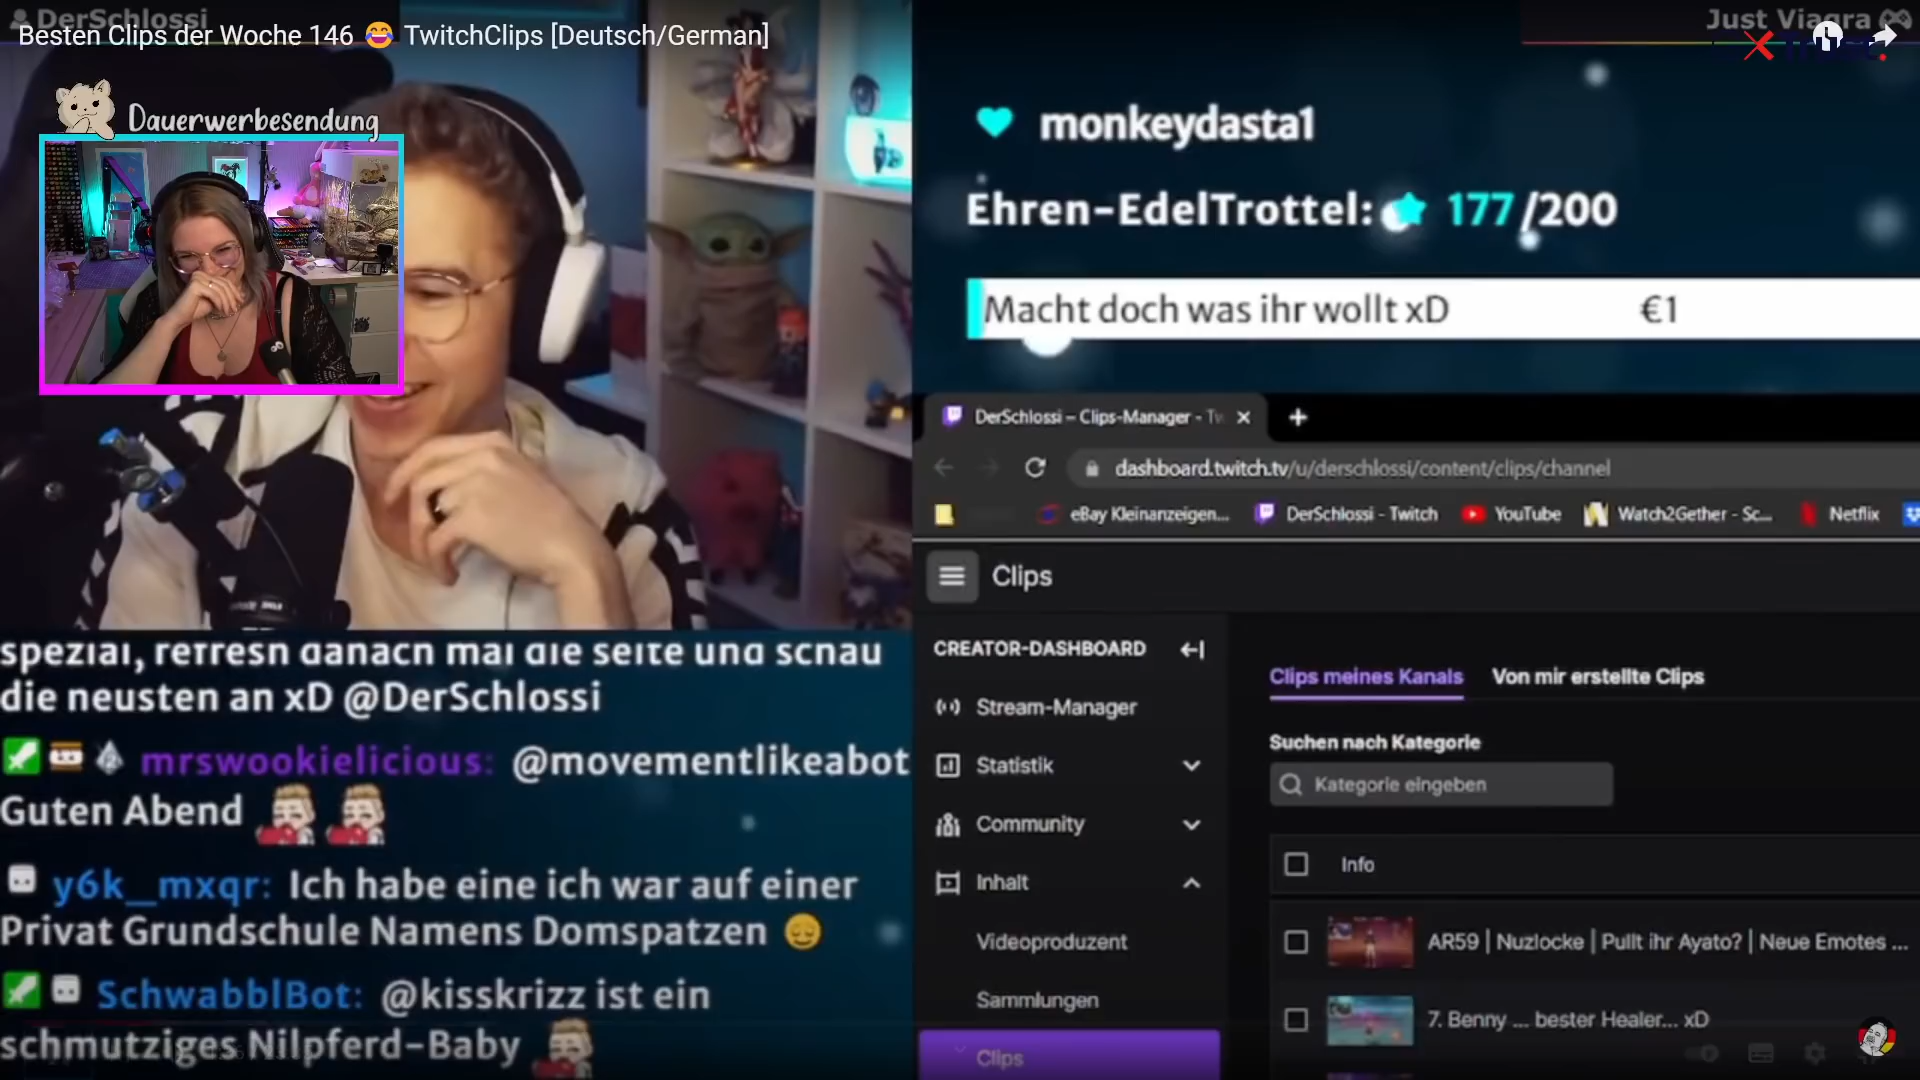 DerSchlossi
Besten Clips der Woche 146 😂 TwitchClips [Deutsch/German]
Just Viagra
Dauerwerbesendung
monkeydasta1
Ehren-EdelTrottel: 177 /200
Macht doch was ihr wollt xD €1
DerSchlossi – Clips-Manager - Tw
dashboard.twitch.tv/u/derschlossi/content/clips/channel
eBay Kleinanzeigen... DerSchlossi - Twitch YouTube Watch2Gether - Sc... Netflix
Clips
CREATOR-DASHBOARD
Stream-Manager
Statistik
Community
Inhalt
Videoproduzent
Sammlungen
Clips
Clips meines Kanals Von mir erstellte Clips
Suchen nach Kategorie
Kategorie eingeben
Info
AR59 | Nuzlocke | Pullt ihr Ayato? | Neue Emotes ...
7. Benny ... bester Healer... xD
spezial, refresh danach mal die seite und schau
die neusten an xD @DerSchlossi
mrswookielicious: @movementlikeabot
Guten Abend
y6k_mxqr: Ich habe eine ich war auf einer
Privat Grundschule Namens Domspatzen 😔
SchwabblBot: @kisskrizz ist ein
schmutziges Nilpferd-Baby